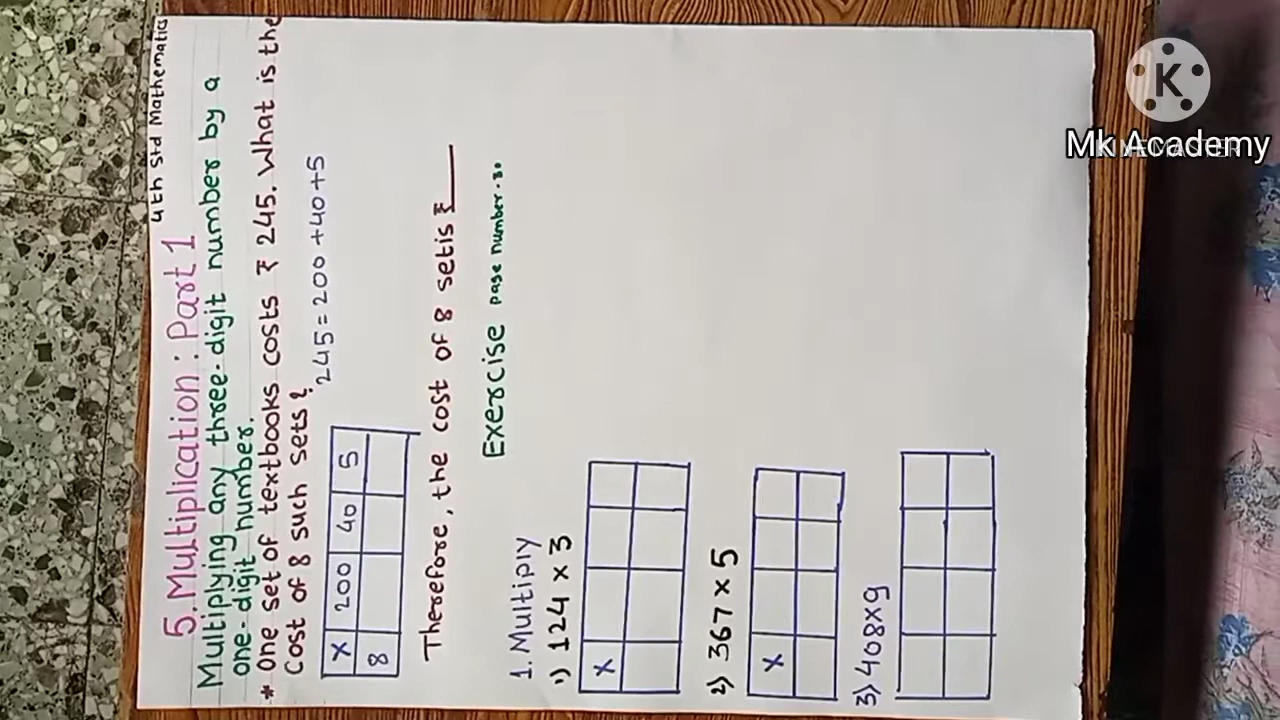 4th Std Mathematics
5. Multiplication : Part 1
Multiplying any three-digit number by a
one-digit number.
* One set of textbooks costs ₹ 245. What is the
cost of 8 such sets?
245 = 200 + 40 + 5
x 200 40 5
8
Therefore, the cost of 8 set is ₹ ____
Exercise page number.
1. Multiply
1) 124 x 3
x
2) 367 x 5
x
3) 408 x 9
K
Mk Academy
KINEMASTER